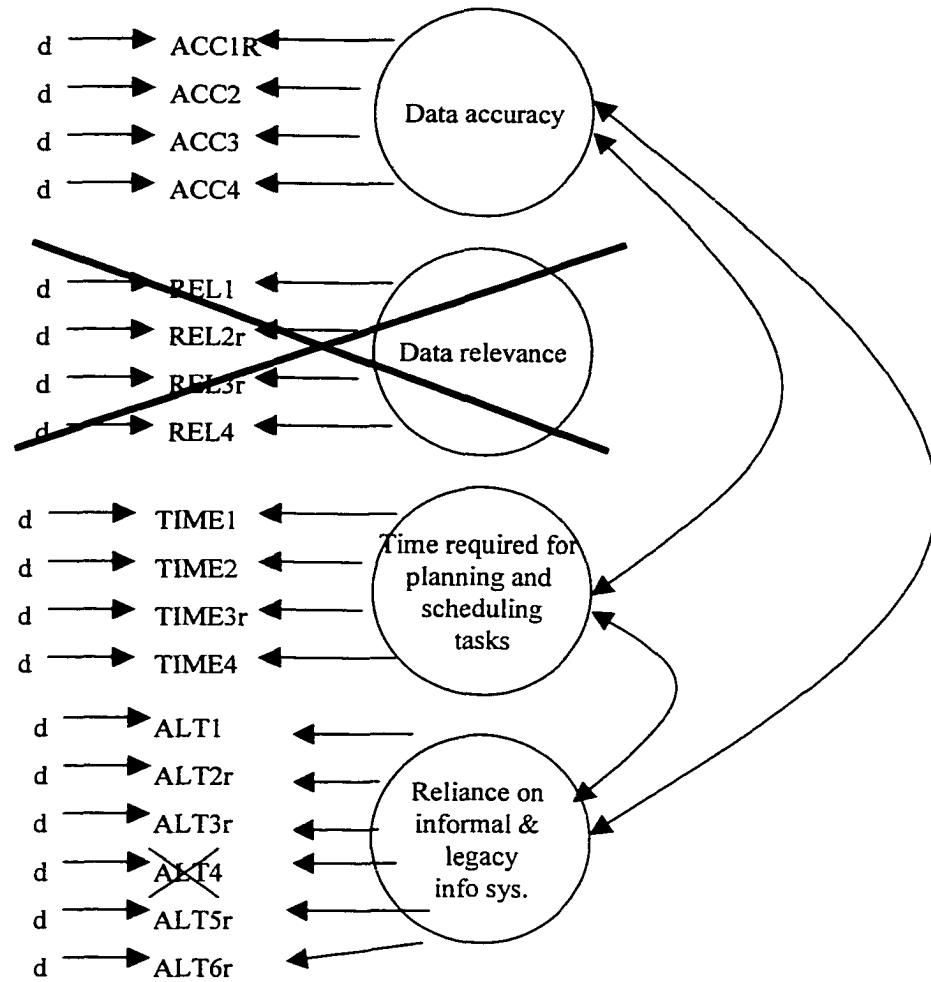 d ACC1R
d ACC2
d ACC3
d ACC4
Data accuracy
d REL1
d REL2r
d REL3r
d REL4
Data relevance
d TIME1
d TIME2
d TIME3r
d TIME4
Time required for
planning and
scheduling
tasks
d ALT1
d ALT2r
d ALT3r
d ALT4
d ALT5r
d ALT6r
Reliance on
informal &
legacy
info sys.